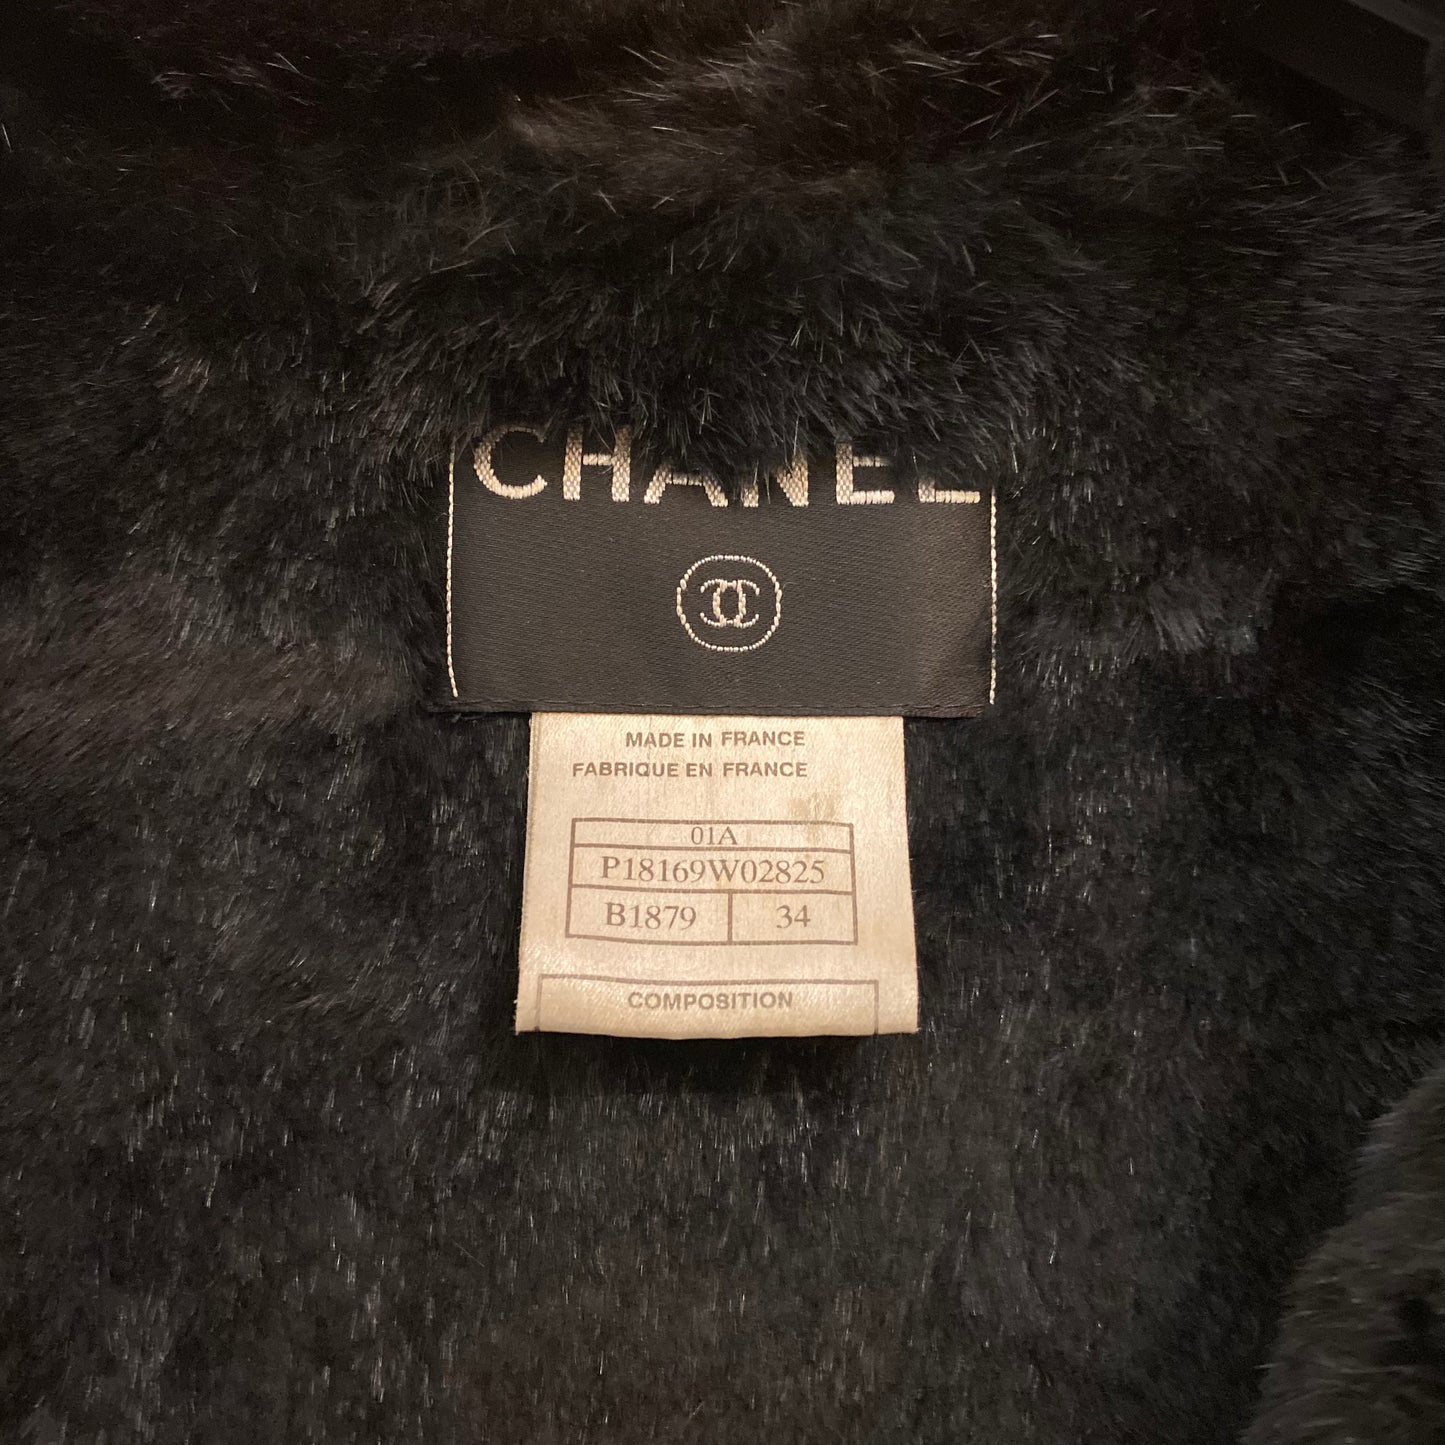 CHANEL
MADE IN FRANCE
FABRIQUE EN FRANCE
01A
P18169W02825
B1879 34
COMPOSITION